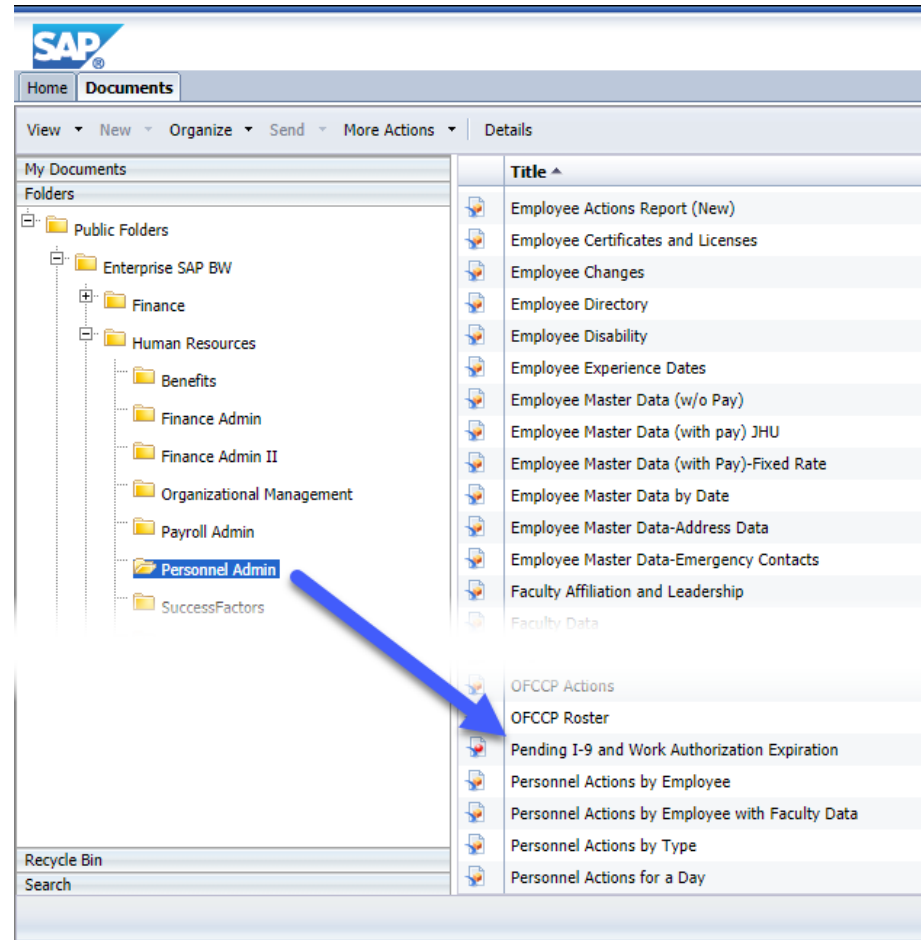 SAP®
Home Documents
View New Organize Send More Actions Details
My Documents
Folders
Public Folders
Enterprise SAP BW
Finance
Human Resources
Benefits
Finance Admin
Finance Admin II
Organizational Management
Payroll Admin
Personnel Admin
SuccessFactors
Recycle Bin
Search
Title
Employee Actions Report (New)
Employee Certificates and Licenses
Employee Changes
Employee Directory
Employee Disability
Employee Experience Dates
Employee Master Data (w/o Pay)
Employee Master Data (with pay) JHU
Employee Master Data (with Pay)-Fixed Rate
Employee Master Data by Date
Employee Master Data-Address Data
Employee Master Data-Emergency Contacts
Faculty Affiliation and Leadership
Faculty Data
OFCCP Actions
OFCCP Roster
Pending I-9 and Work Authorization Expiration
Personnel Actions by Employee
Personnel Actions by Employee with Faculty Data
Personnel Actions by Type
Personnel Actions for a Day